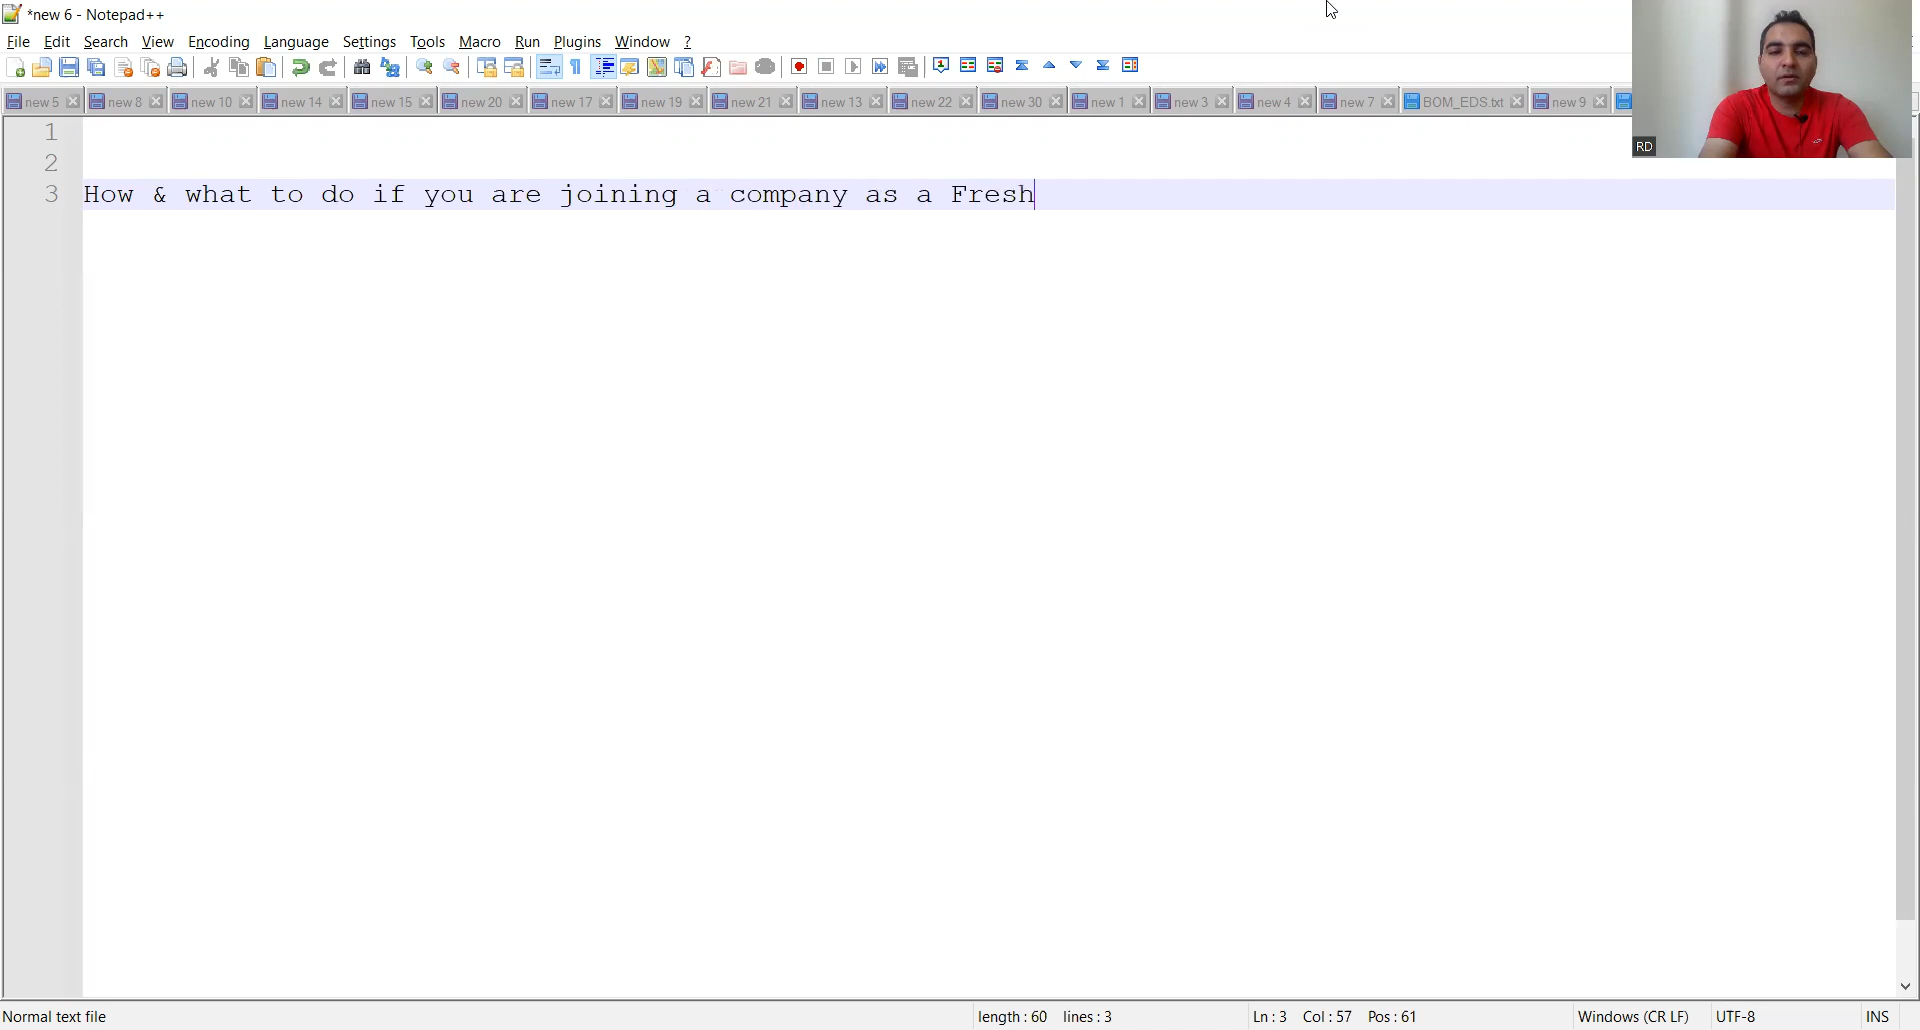 *new 6 - Notepad++
File Edit Search View Encoding Language Settings Tools Macro Run Plugins Window ?
new 5 new 8 new 10 new 14 new 15 new 20 new 17 new 19 new 21 new 13 new 22 new 30 new 1 new 3 new 4 new 7 BOM_EDS.txt new 9
RD
1
2
3 How & what to do if you are joining a company as a Fresh
Normal text file length : 60 lines : 3 Ln : 3 Col : 57 Pos : 61 Windows (CR LF) UTF-8 INS